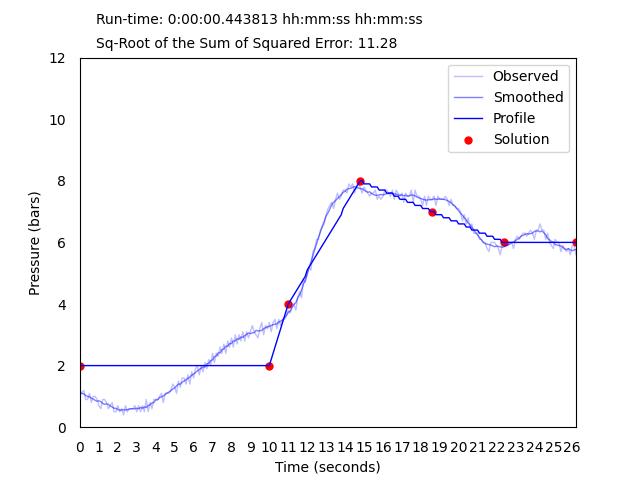 Run-time: 0:00:00.443813 hh:mm:ss hh:mm:ss
Sq-Root of the Sum of Squared Error: 11.28
Observed
Smoothed
Profile
Solution
12
10
8
6
4
2
0
Pressure (bars)
0 1 2 3 4 5 6 7 8 9 10 11 12 13 14 15 16 17 18 19 20 21 22 23 24 25 26
Time (seconds)